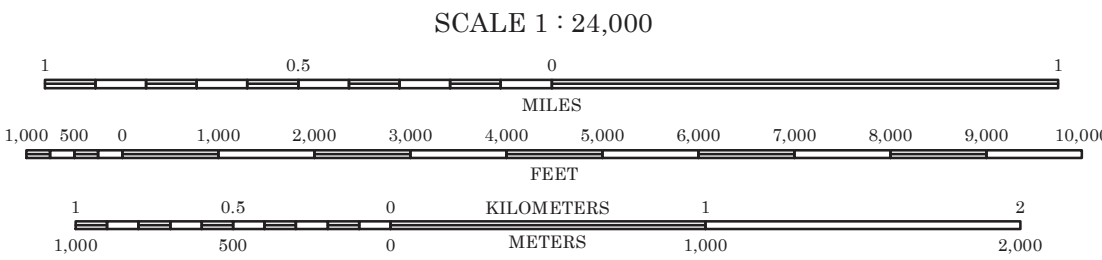 SCALE 1 : 24,000
1 0.5 0 1
MILES
1,000 500 0 1,000 2,000 3,000 4,000 5,000 6,000 7,000 8,000 9,000 10,000
FEET
1 0.5 0 KILOMETERS 1 2
1,000 500 0 METERS 1,000 2,000